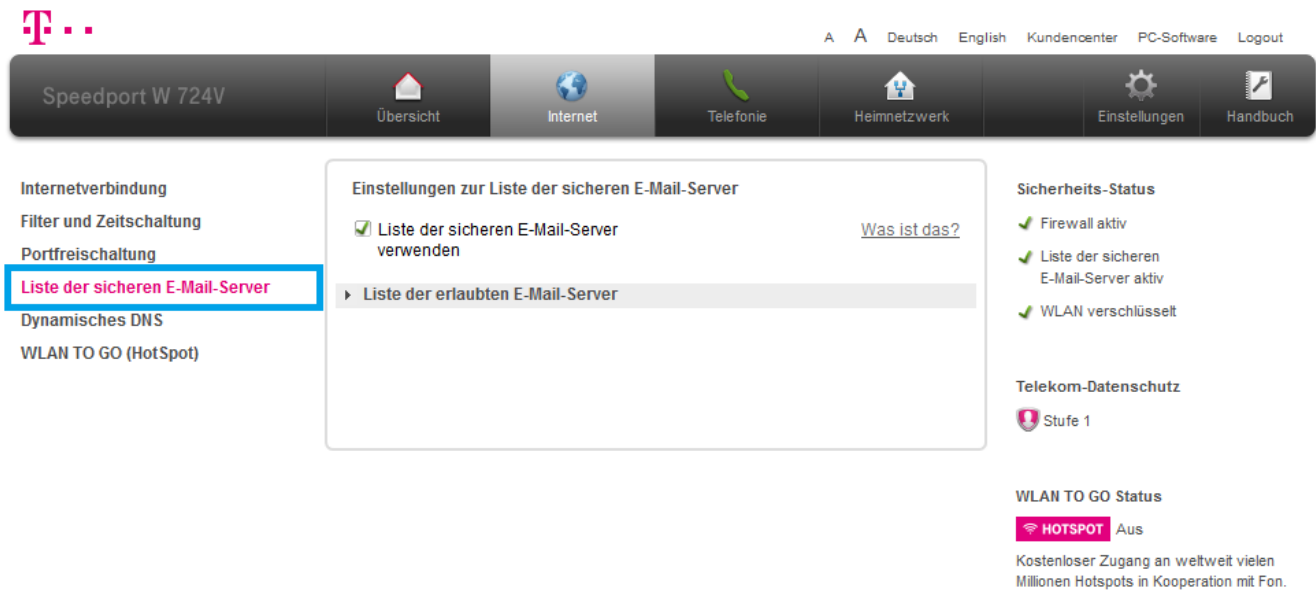 T
A A Deutsch English Kundencenter PC-Software Logout
Speedport W 724V
Übersicht Internet Telefonie Heimnetzwerk Einstellungen Handbuch
Internetverbindung
Filter und Zeitschaltung
Portfreischaltung
Liste der sicheren E-Mail-Server
Dynamisches DNS
WLAN TO GO (HotSpot)
Einstellungen zur Liste der sicheren E-Mail-Server
Liste der sicheren E-Mail-Server
verwenden
Was ist das?
Liste der erlaubten E-Mail-Server
Sicherheits-Status
Firewall aktiv
Liste der sicheren
E-Mail-Server aktiv
WLAN verschlüsselt
Telekom-Datenschutz
Stufe 1
WLAN TO GO Status
HOTSPOT Aus
Kostenloser Zugang an weltweit vielen
Millionen Hotspots in Kooperation mit Fon.